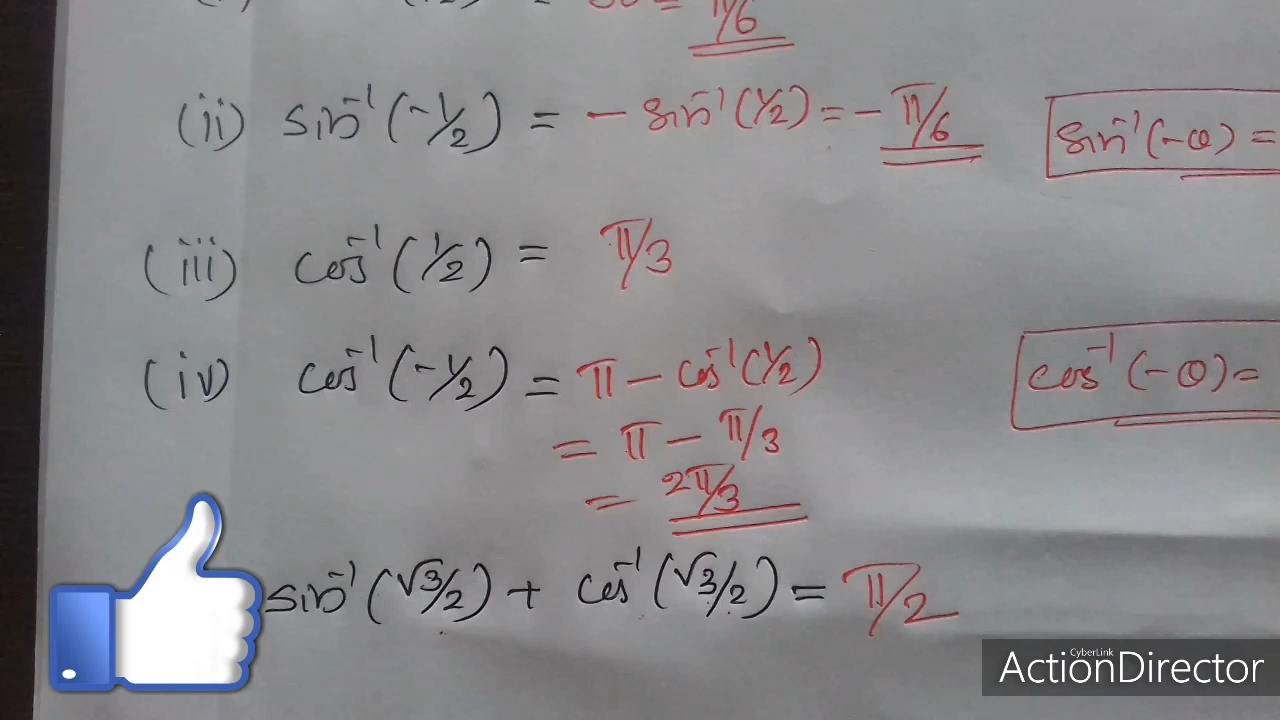 π/6
(ii) sin⁻¹(-1/2) = - sin⁻¹(1/2) = - π/6
sin⁻¹(-θ) =
(iii) cos⁻¹(1/2) = π/3
(iv) cos⁻¹(-1/2) = π - cos⁻¹(1/2)
cos⁻¹(-θ) =
= π - π/3
= 2π/3
sin⁻¹(√3/2) + cos⁻¹(√3/2) = π/2
CyberLink
ActionDirector